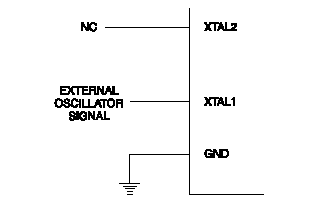 NC XTAL2
EXTERNAL
OSCILLATOR
SIGNAL
XTAL1
GND